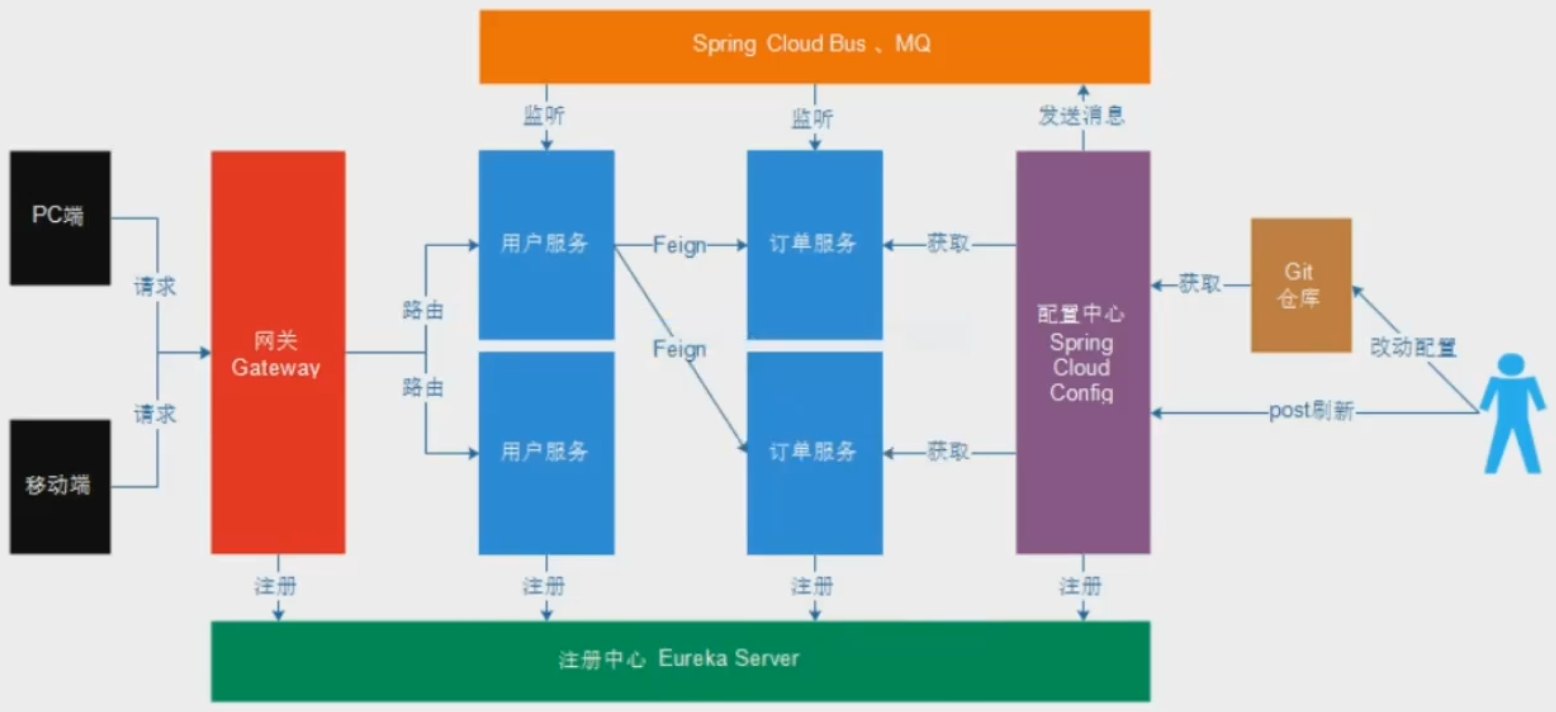 Spring Cloud Bus 、MQ
监听
监听
发送消息
PC端
请求
请求
移动端
网关
Gateway
路由
路由
用户服务
用户服务
Feign
Feign
订单服务
订单服务
获取
获取
配置中心
Spring
Cloud
Config
获取
Git
仓库
改动配置
post刷新
注册
注册
注册
注册
注册中心 Eureka Server